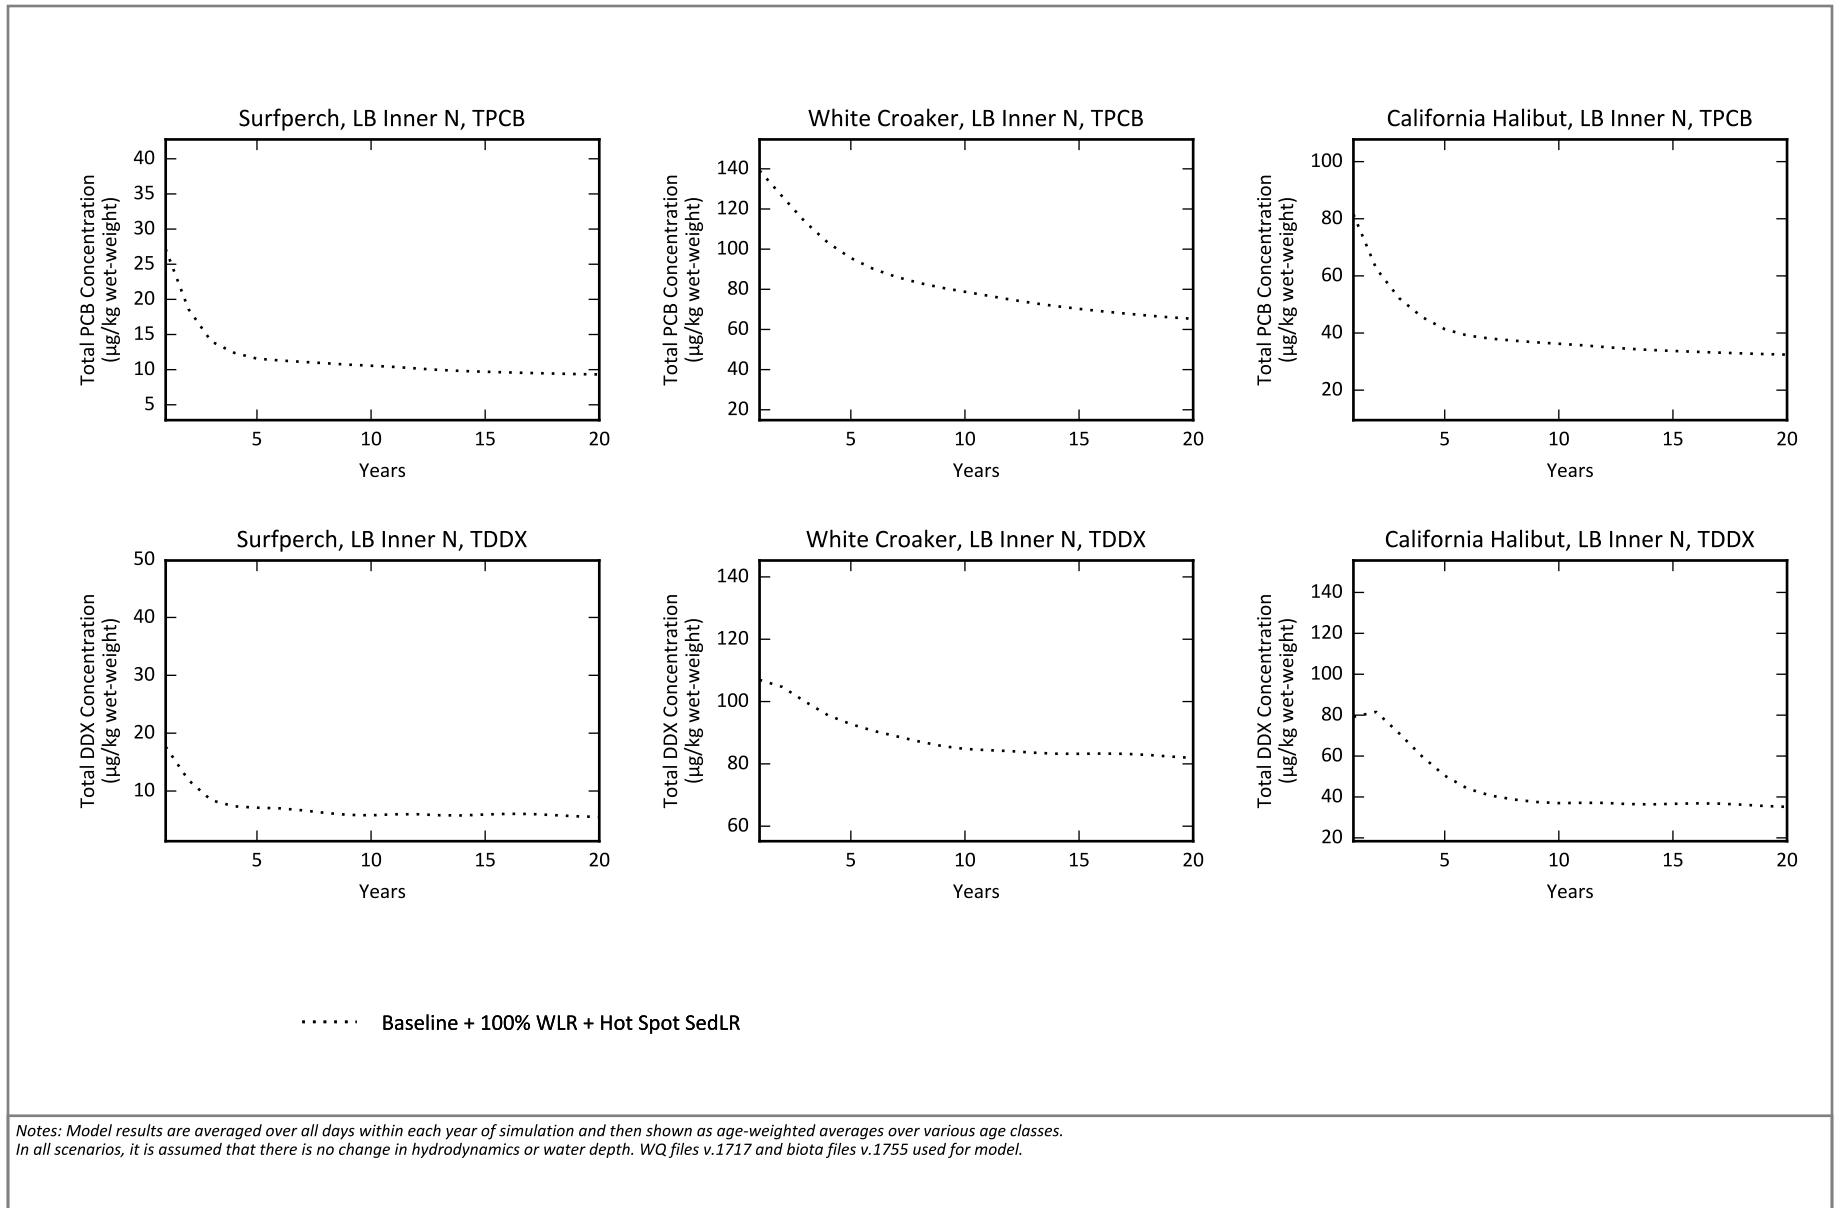 Surfperch, LB Inner N, TPCB
Total PCB Concentration
(µg/kg wet-weight)
40
35
30
25
20
15
10
5
5 10 15 20
Years
White Croaker, LB Inner N, TPCB
Total PCB Concentration
(µg/kg wet-weight)
140
120
100
80
60
40
20
5 10 15 20
Years
California Halibut, LB Inner N, TPCB
Total PCB Concentration
(µg/kg wet-weight)
100
80
60
40
20
5 10 15 20
Years
Surfperch, LB Inner N, TDDX
Total DDX Concentration
(µg/kg wet-weight)
50
40
30
20
10
5 10 15 20
Years
White Croaker, LB Inner N, TDDX
Total DDX Concentration
(µg/kg wet-weight)
140
120
100
80
60
5 10 15 20
Years
California Halibut, LB Inner N, TDDX
Total DDX Concentration
(µg/kg wet-weight)
140
120
100
80
60
40
20
5 10 15 20
Years
Baseline + 100% WLR + Hot Spot SedLR
Notes: Model results are averaged over all days within each year of simulation and then shown as age-weighted averages over various age classes.
In all scenarios, it is assumed that there is no change in hydrodynamics or water depth. WQ files v.1717 and biota files v.1755 used for model.